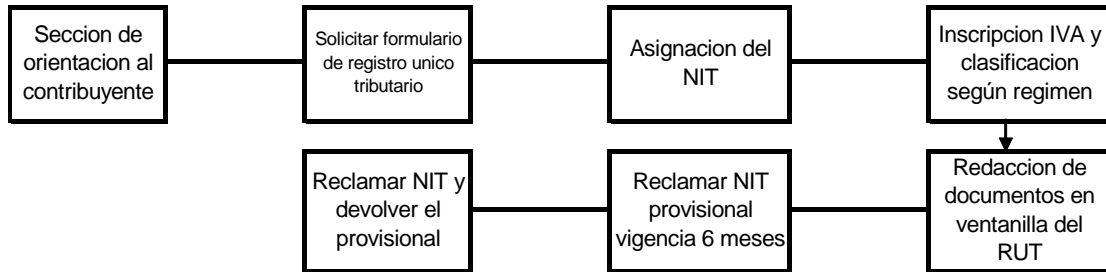 Seccion de
orientacion al
contribuyente
Solicitar formulario
de registro unico
tributario
Asignacion del
NIT
Inscripcion IVA y
clasificacion
según regimen
Redaccion de
documentos en
ventanilla del
RUT
Reclamar NIT
provisional
vigencia 6 meses
Reclamar NIT y
devolver el
provisional